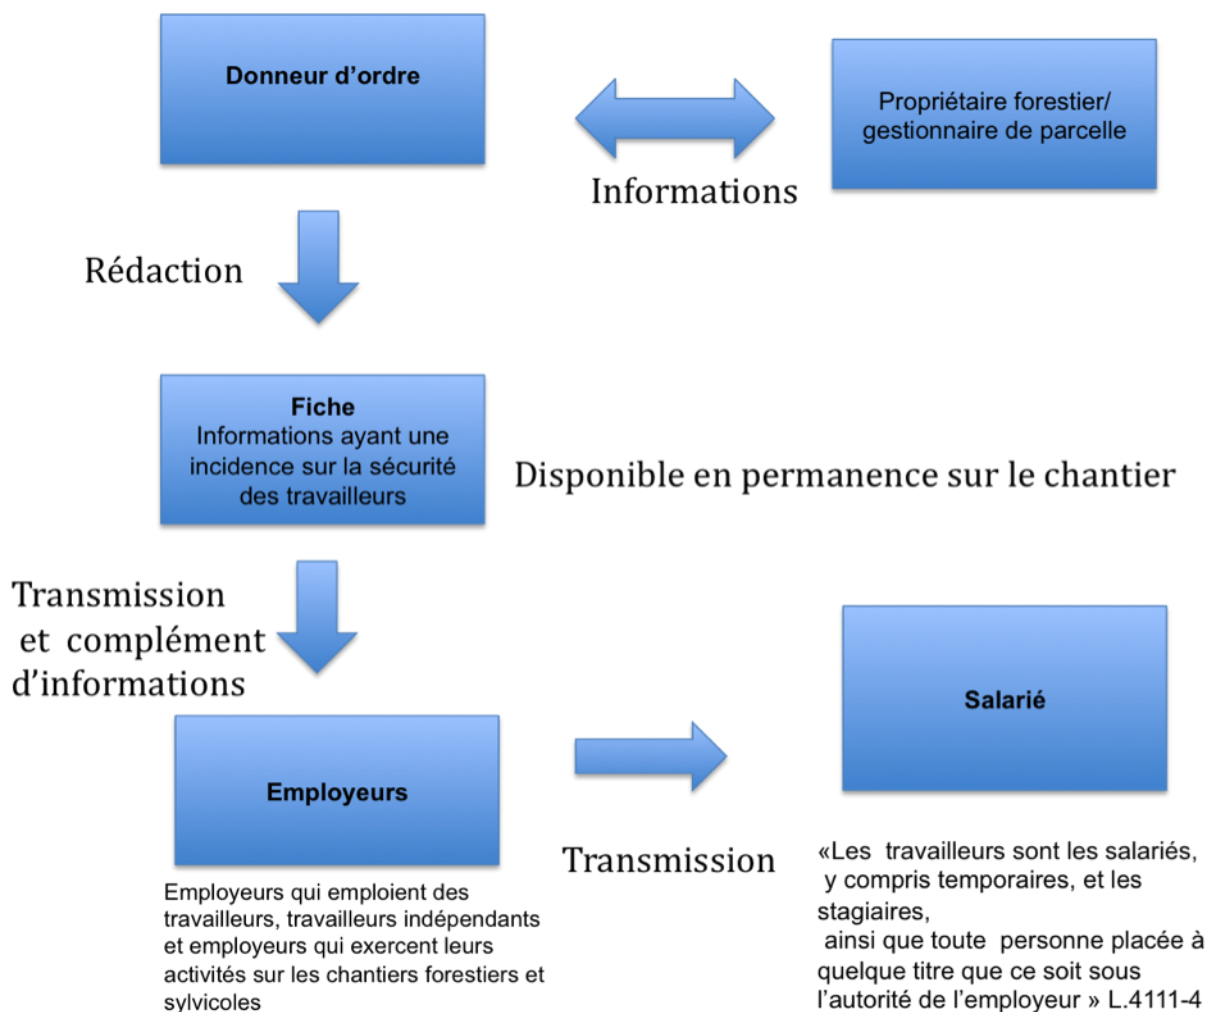 Donneur d’ordre
Propriétaire forestier/
gestionnaire de parcelle
Informations
Rédaction
Fiche
Informations ayant une
incidence sur la sécurité
des travailleurs
Disponible en permanence sur le chantier
Transmission
et complément
d’informations
Employeurs
Salarié
Transmission
Employeurs qui emploient des
travailleurs, travailleurs indépendants
et employeurs qui exercent leurs
activités sur les chantiers forestiers et
sylvicoles
«Les travailleurs sont les salariés,
y compris temporaires, et les
stagiaires,
ainsi que toute personne placée à
quelque titre que ce soit sous
l’autorité de l’employeur » L.4111-4